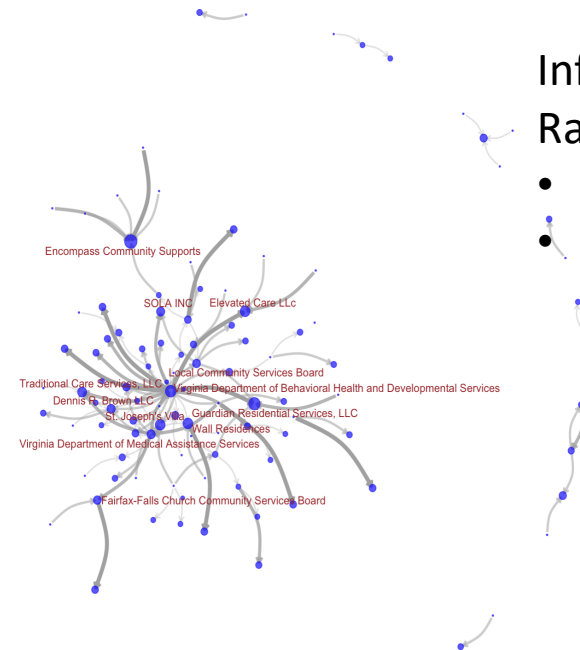 Inf
Ra
•
•
Encompass Community Supports
SOLA INC
Elevated Care LLc
Local Community Services Board
Traditional Care Services, LLC
Virginia Department of Behavioral Health and Developmental Services
Dennis R. Brown LLC
St. Joseph's Villa
Guardian Residential Services, LLC
Wall Residences
Virginia Department of Medical Assistance Services
Fairfax-Falls Church Community Services Board